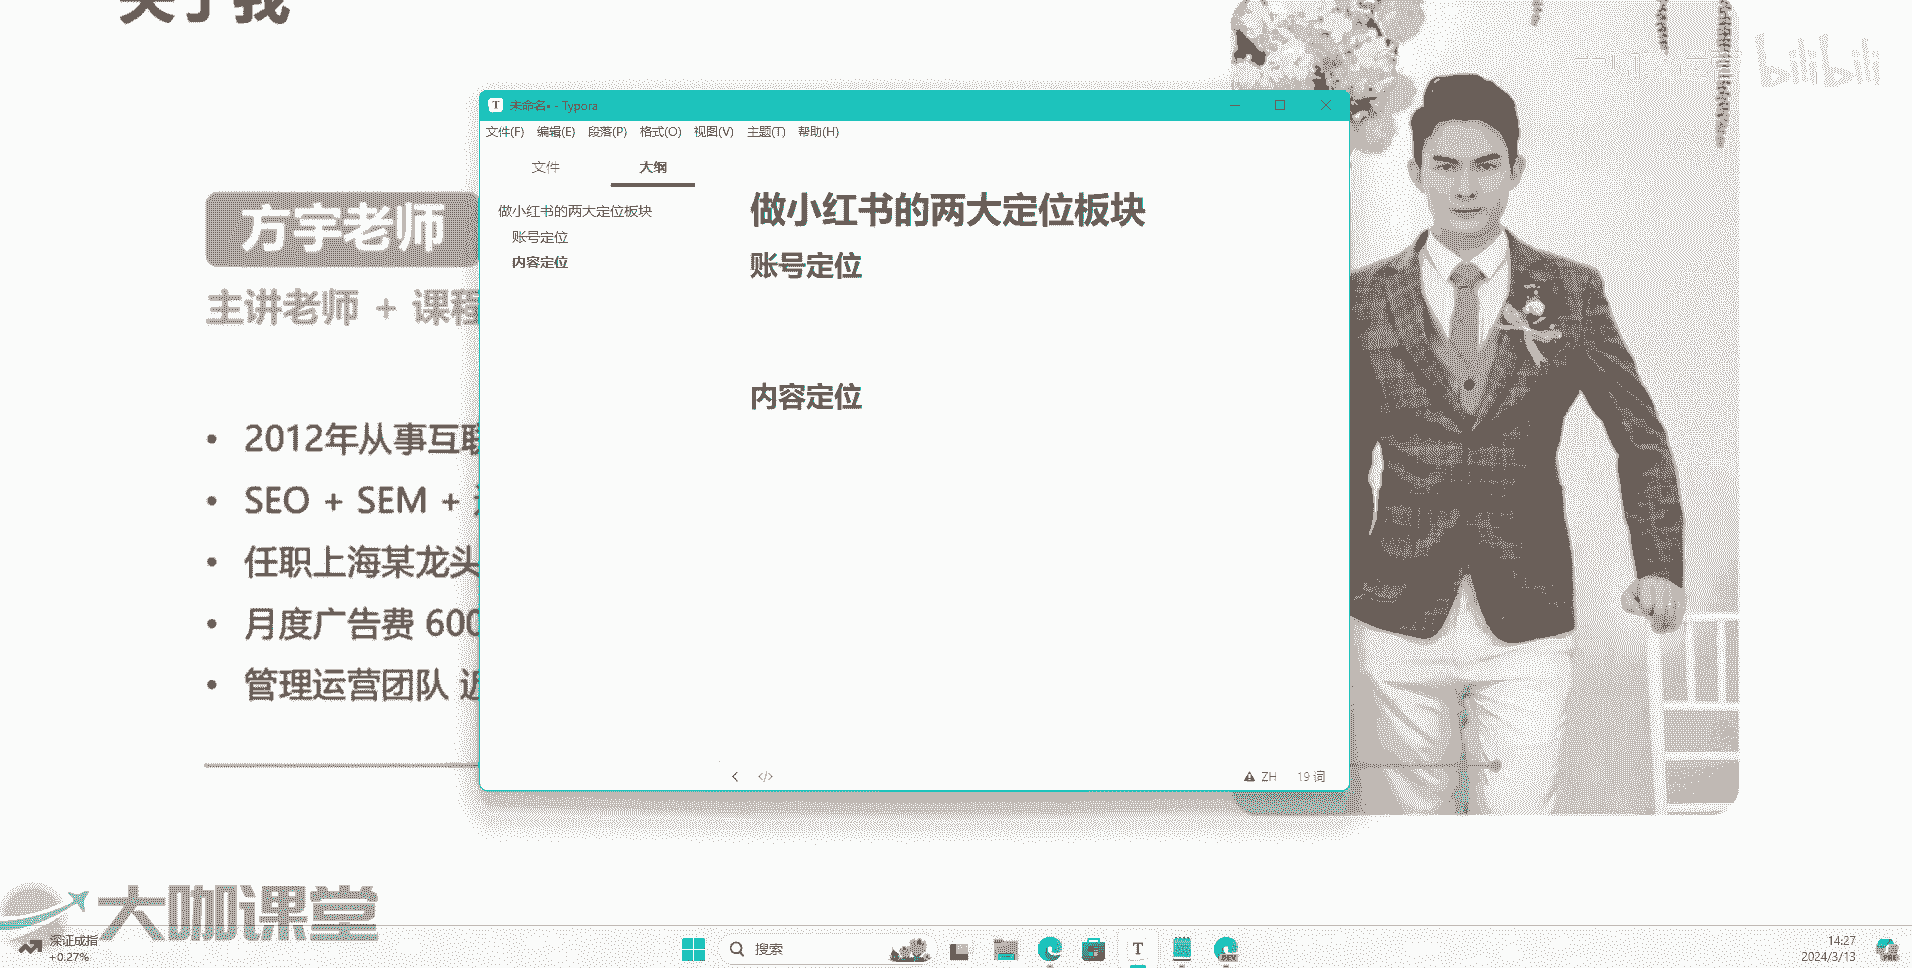 关于我
bilibili
方宇老师
主讲老师 + 课程
2012年从事互联
SEO + SEM +
任职上海某龙头
月度广告费 600
管理运营团队 近
未命名• - Typora
文件(F) 编辑(E) 段落(P) 格式(O) 视图(V) 主题(T) 帮助(H)
文件 大纲
做小红书的两大定位板块
账号定位
内容定位
做小红书的两大定位板块
账号定位
内容定位
ZH 19 词
大咖课堂
深证成指
+0.27%
搜索
T
DEV
14:27
2024/3/13
PRE